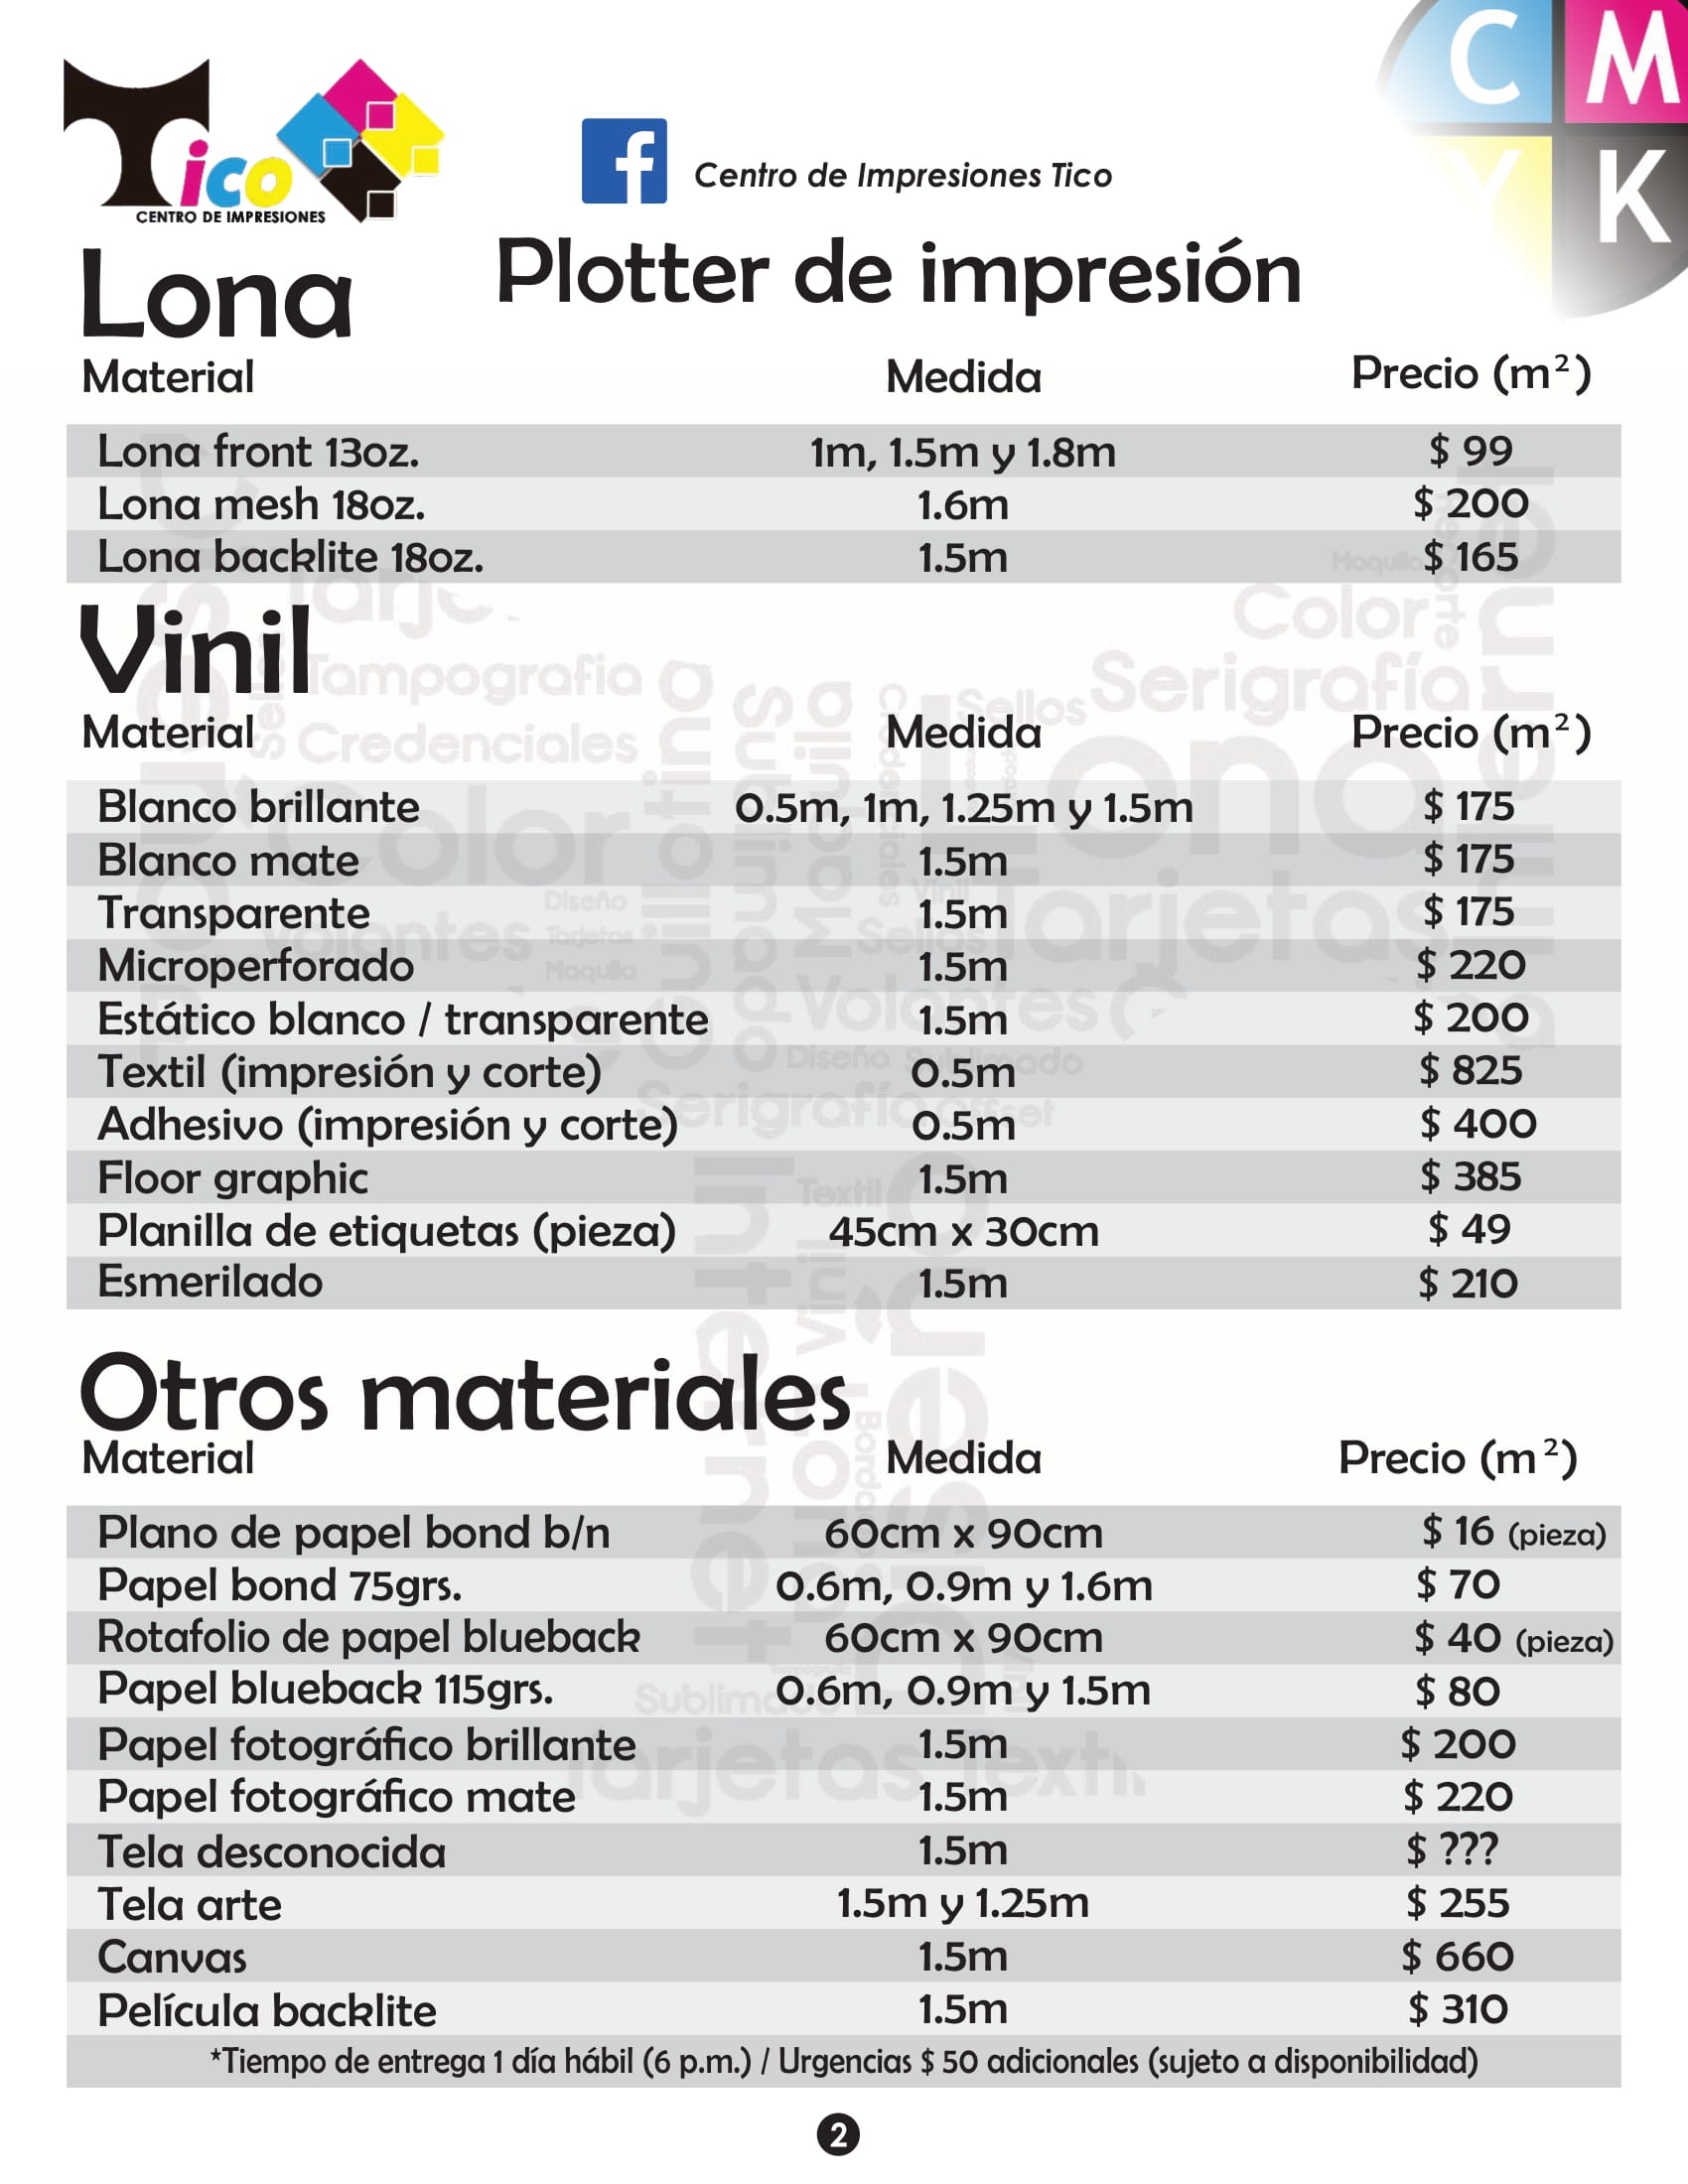 Tico
CENTRO DE IMPRESIONES
Centro de Impresiones Tico
C M
Y K
Plotter de impresión
Lona
Material Medida Precio (m²)
Lona front 13oz. 1m, 1.5m y 1.8m $ 99
Lona mesh 18oz. 1.6m $ 200
Lona backlite 18oz. 1.5m $ 165
Vinil
Material Medida Precio (m²)
Blanco brillante 0.5m, 1m, 1.25m y 1.5m $ 175
Blanco mate 1.5m $ 175
Transparente 1.5m $ 175
Microperforado 1.5m $ 220
Estático blanco / transparente 1.5m $ 200
Textil (impresión y corte) 0.5m $ 825
Adhesivo (impresión y corte) 0.5m $ 400
Floor graphic 1.5m $ 385
Planilla de etiquetas (pieza) 45cm x 30cm $ 49
Esmerilado 1.5m $ 210
Otros materiales
Material Medida Precio (m²)
Plano de papel bond b/n 60cm x 90cm $ 16 (pieza)
Papel bond 75grs. 0.6m, 0.9m y 1.6m $ 70
Rotafolio de papel blueback 60cm x 90cm $ 40 (pieza)
Papel blueback 115grs. 0.6m, 0.9m y 1.5m $ 80
Papel fotográfico brillante 1.5m $ 200
Papel fotográfico mate 1.5m $ 220
Tela desconocida 1.5m $ ???
Tela arte 1.5m y 1.25m $ 255
Canvas 1.5m $ 660
Película backlite 1.5m $ 310
*Tiempo de entrega 1 día hábil (6 p.m.) / Urgencias $ 50 adicionales (sujeto a disponibilidad)
2